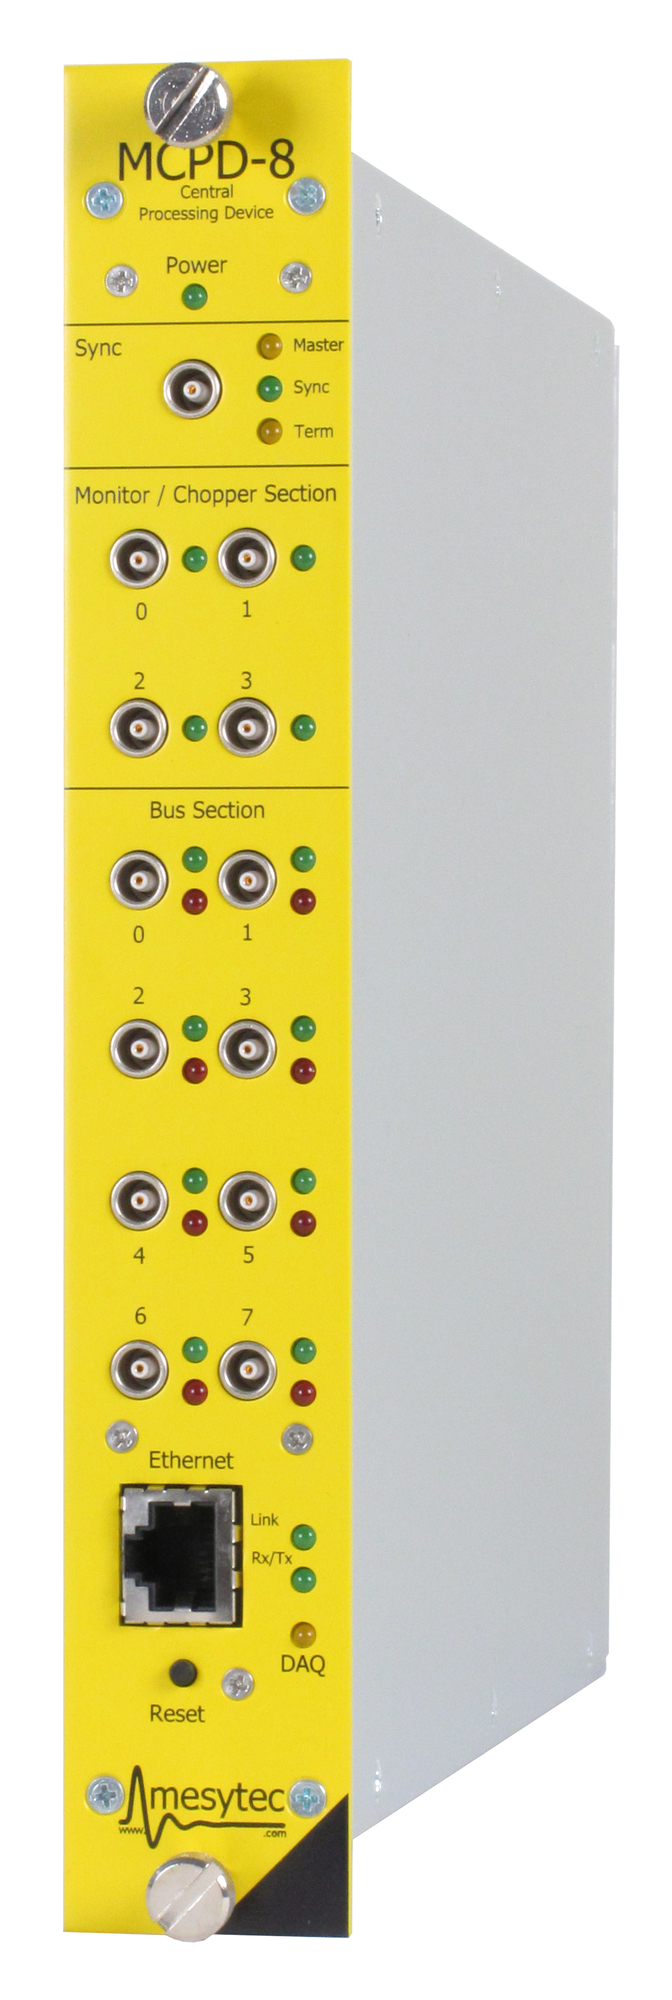 MCPD-8
Central
Processing Device
Power
Sync
Master
Sync
Term
Monitor / Chopper Section
0 1
2 3
Bus Section
0 1
2 3
4 5
6 7
Ethernet
Link
Rx/Tx
DAQ
Reset
mesytec
www.
.com